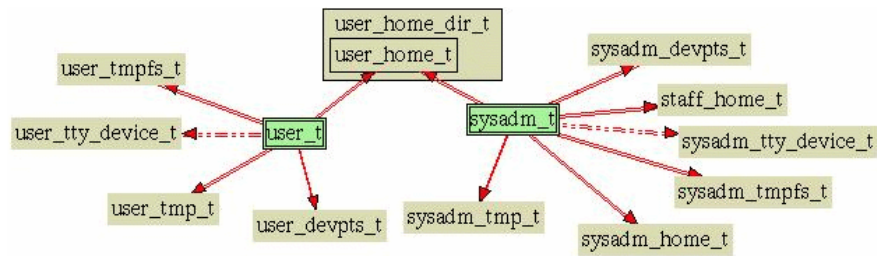 user_home_dir_t
user_home_t
sysadm_devpts_t
user_tmpfs_t
staff_home_t
user_tty_device_t
user_t
sysadm_t
sysadm_tty_device_t
sysadm_tmpfs_t
user_tmp_t
user_devpts_t
sysadm_tmp_t
sysadm_home_t